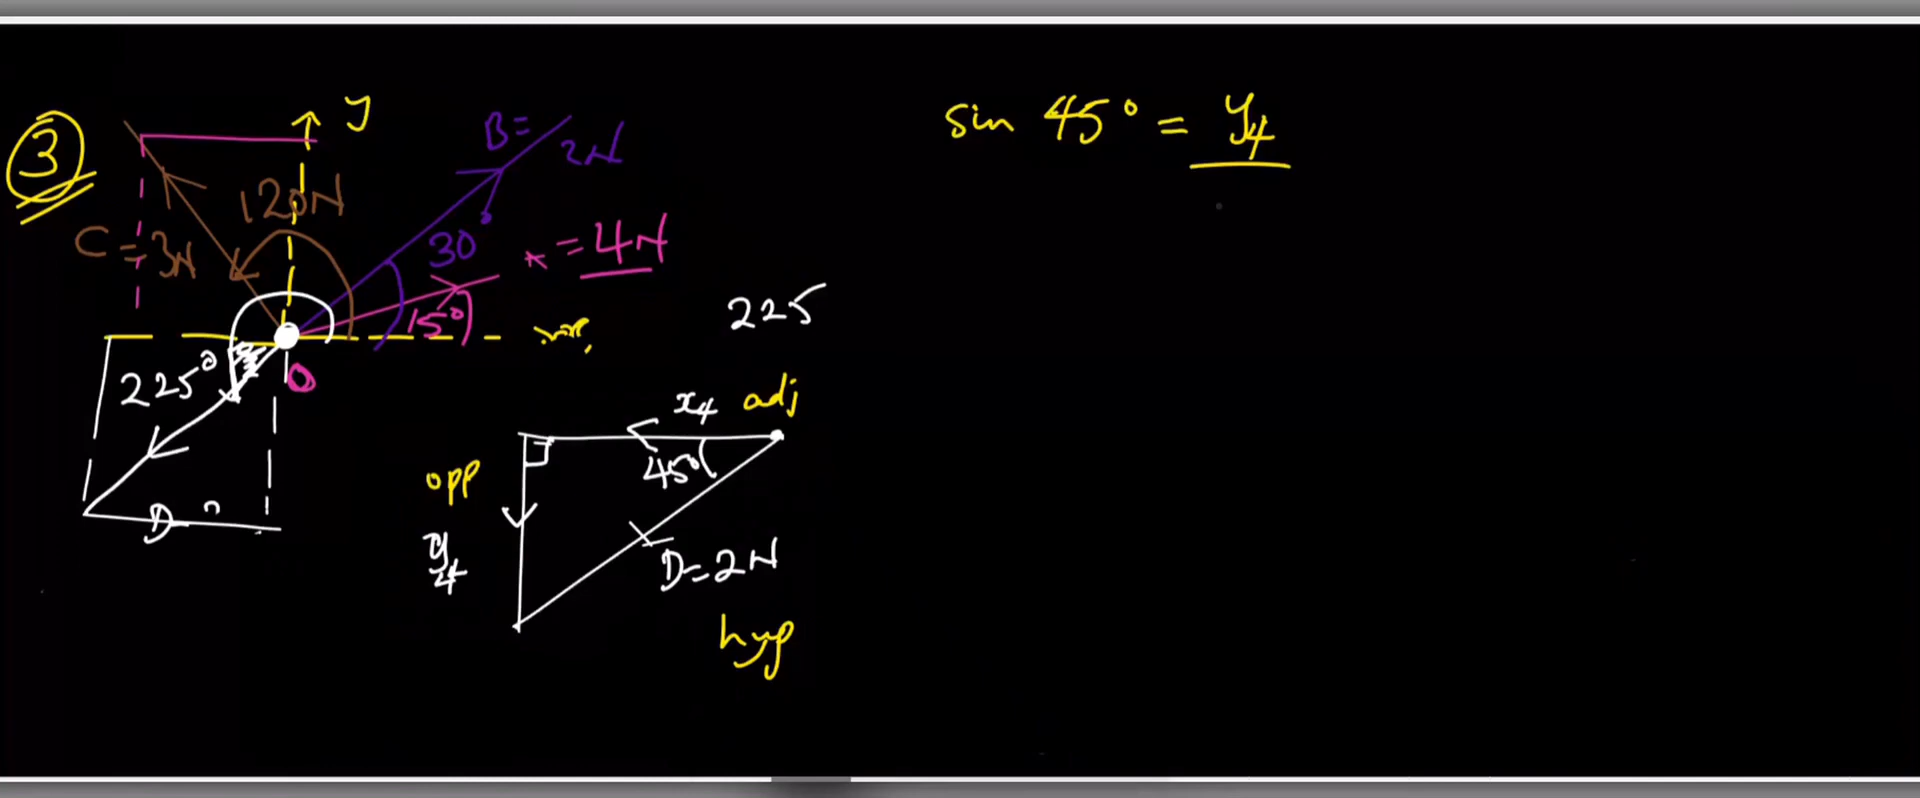 3
y
B=
2N
120N
C = 3N
30°
= 4N
15°
225
225°
O
x₄ adj
45°
opp
y₄
D
D=2N
hyp
sin 45° = y₄